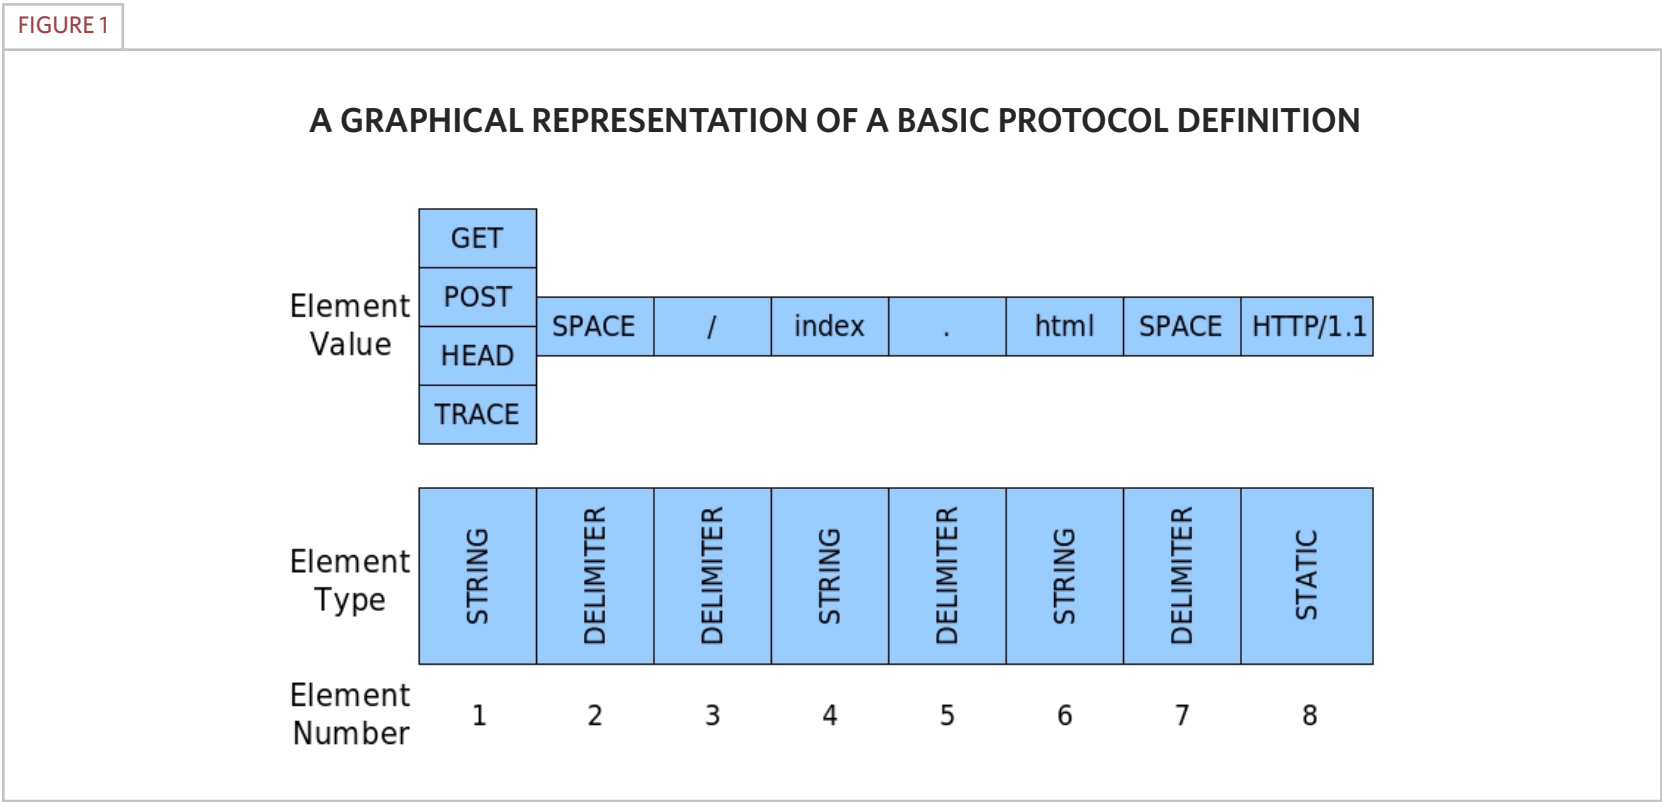 FIGURE 1
A GRAPHICAL REPRESENTATION OF A BASIC PROTOCOL DEFINITION
Element
Value
GET
POST
HEAD
TRACE
SPACE / index . html SPACE HTTP/1.1
Element
Type
STRING DELIMITER DELIMITER STRING DELIMITER STRING DELIMITER STATIC
Element
Number
1 2 3 4 5 6 7 8